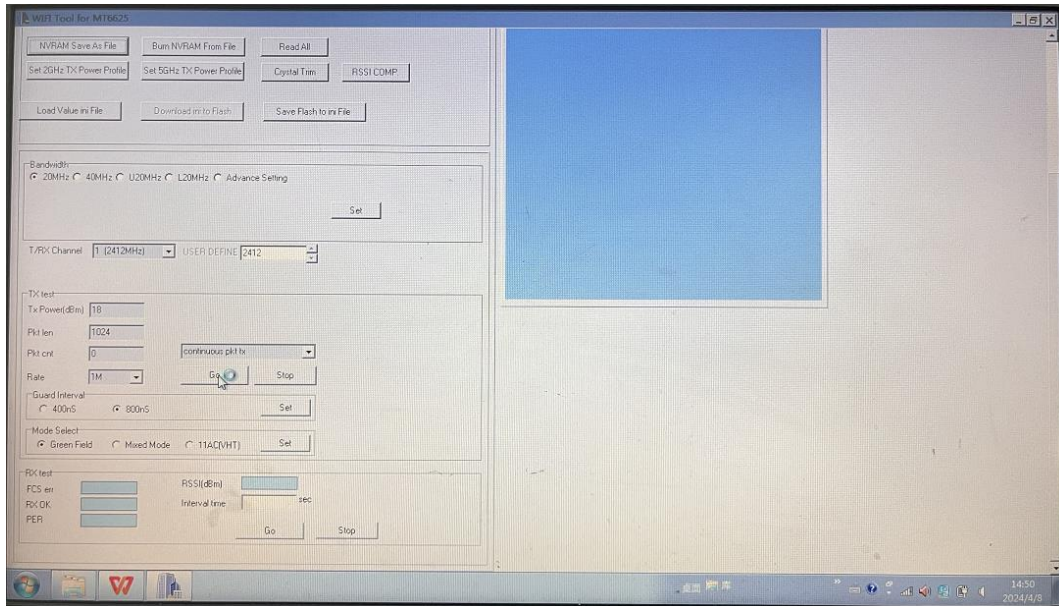 WIFI Tool for MT6625
NVRAM Save As File Burn NVRAM From File Read All
Set 2GHz TX Power Profile Set 5GHz TX Power Profile Crystal Trim RSSI COMP
Load Value ini File Download ini to Flash Save Flash to ini File
Bandwidth
20MHz 40MHz U20MHz L20MHz Advance Setting
Set
T/RX Channel 1 (2412MHz) USER DEFINE 2412
TX test
Tx Power(dBm) 18
Pkt len 1024
Pkt cnt 0 continuous pkt tx
Rate 1M Go Stop
Guard Interval
400nS 800nS Set
Mode Select
Green Field Mixed Mode 11AC(VHT) Set
RX test
FCS err RSSI(dBm)
RX OK Interval time sec
PER
Go Stop
桌面 库
14:50
2024/4/8